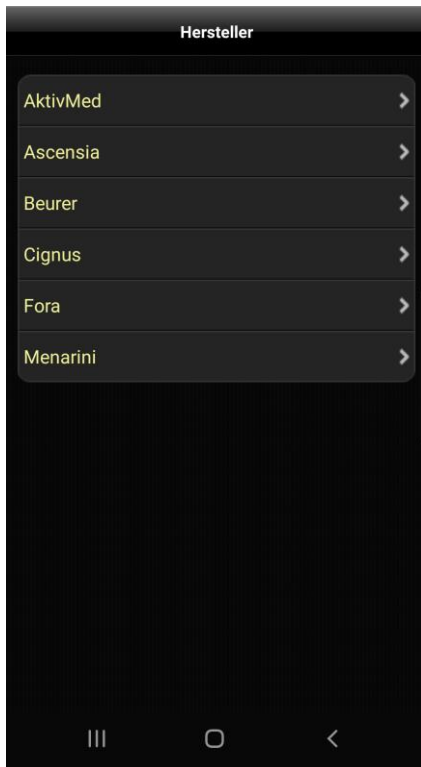 Hersteller
AktivMed
Ascensia
Beurer
Cignus
Fora
Menarini